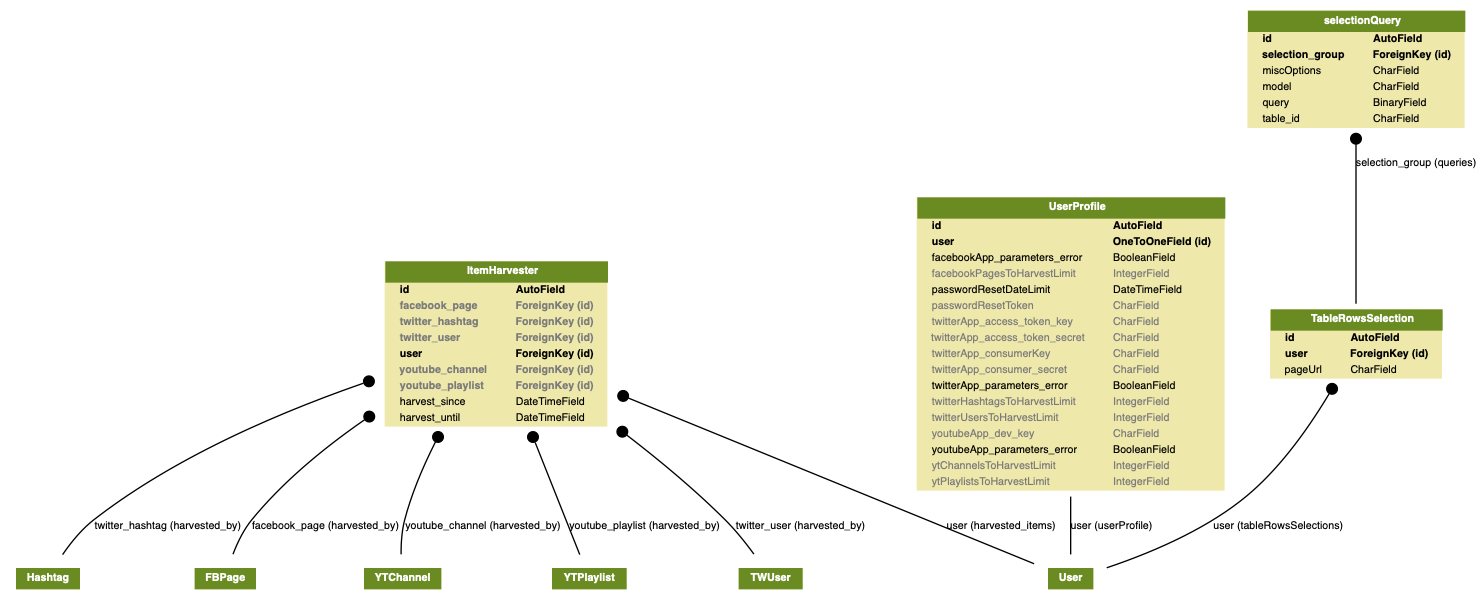 selectionQuery
id AutoField
selection_group ForeignKey (id)
miscOptions CharField
model CharField
query BinaryField
table_id CharField
selection_group (queries)
UserProfile
id AutoField
user OneToOneField (id)
facebookApp_parameters_error BooleanField
facebookPagesToHarvestLimit IntegerField
passwordResetDateLimit DateTimeField
passwordResetToken CharField
twitterApp_access_token_key CharField
twitterApp_access_token_secret CharField
twitterApp_consumerKey CharField
twitterApp_consumer_secret CharField
twitterApp_parameters_error BooleanField
twitterHashtagsToHarvestLimit IntegerField
twitterUsersToHarvestLimit IntegerField
youtubeApp_dev_key CharField
youtubeApp_parameters_error BooleanField
ytChannelsToHarvestLimit IntegerField
ytPlaylistsToHarvestLimit IntegerField
ItemHarvester
id AutoField
facebook_page ForeignKey (id)
twitter_hashtag ForeignKey (id)
twitter_user ForeignKey (id)
user ForeignKey (id)
youtube_channel ForeignKey (id)
youtube_playlist ForeignKey (id)
harvest_since DateTimeField
harvest_until DateTimeField
TableRowsSelection
id AutoField
user ForeignKey (id)
pageUrl CharField
twitter_hashtag (harvested_by) facebook_page (harvested_by) youtube_channel (harvested_by) youtube_playlist (harvested_by) twitter_user (harvested_by) user (harvested_items) user (userProfile) user (tableRowsSelections)
Hashtag FBPage YTChannel YTPlaylist TWUser User